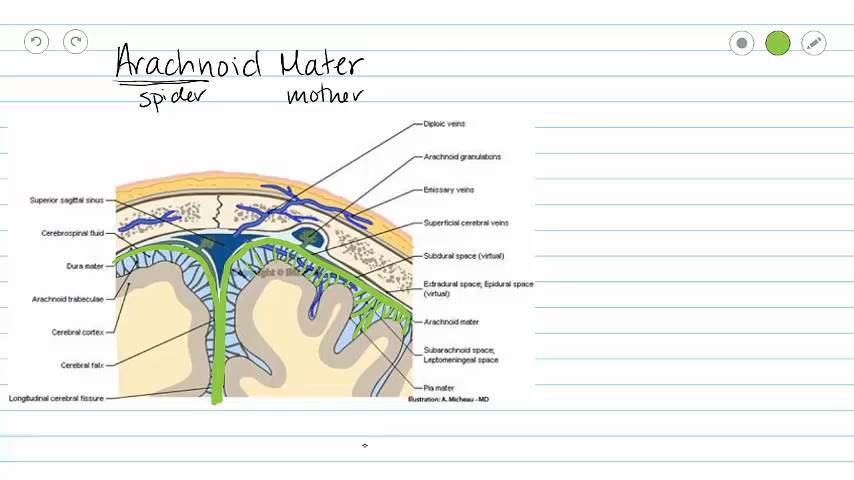 Arachnoid Mater
spider mother
Diploic veins
Arachnoid granulations
Emissary veins
Superior sagittal sinus
Superficial cerebral veins
Cerebrospinal fluid
Subdural space (virtual)
Dura mater
Extradural space; Epidural space
(virtual)
Arachnoid trabeculae
Arachnoid mater
Cerebral cortex
Subarachnoid space;
Leptomeningeal space
Cerebral falx
Pia mater
Longitudinal cerebral fissure
Illustration: A. Micheau - MD